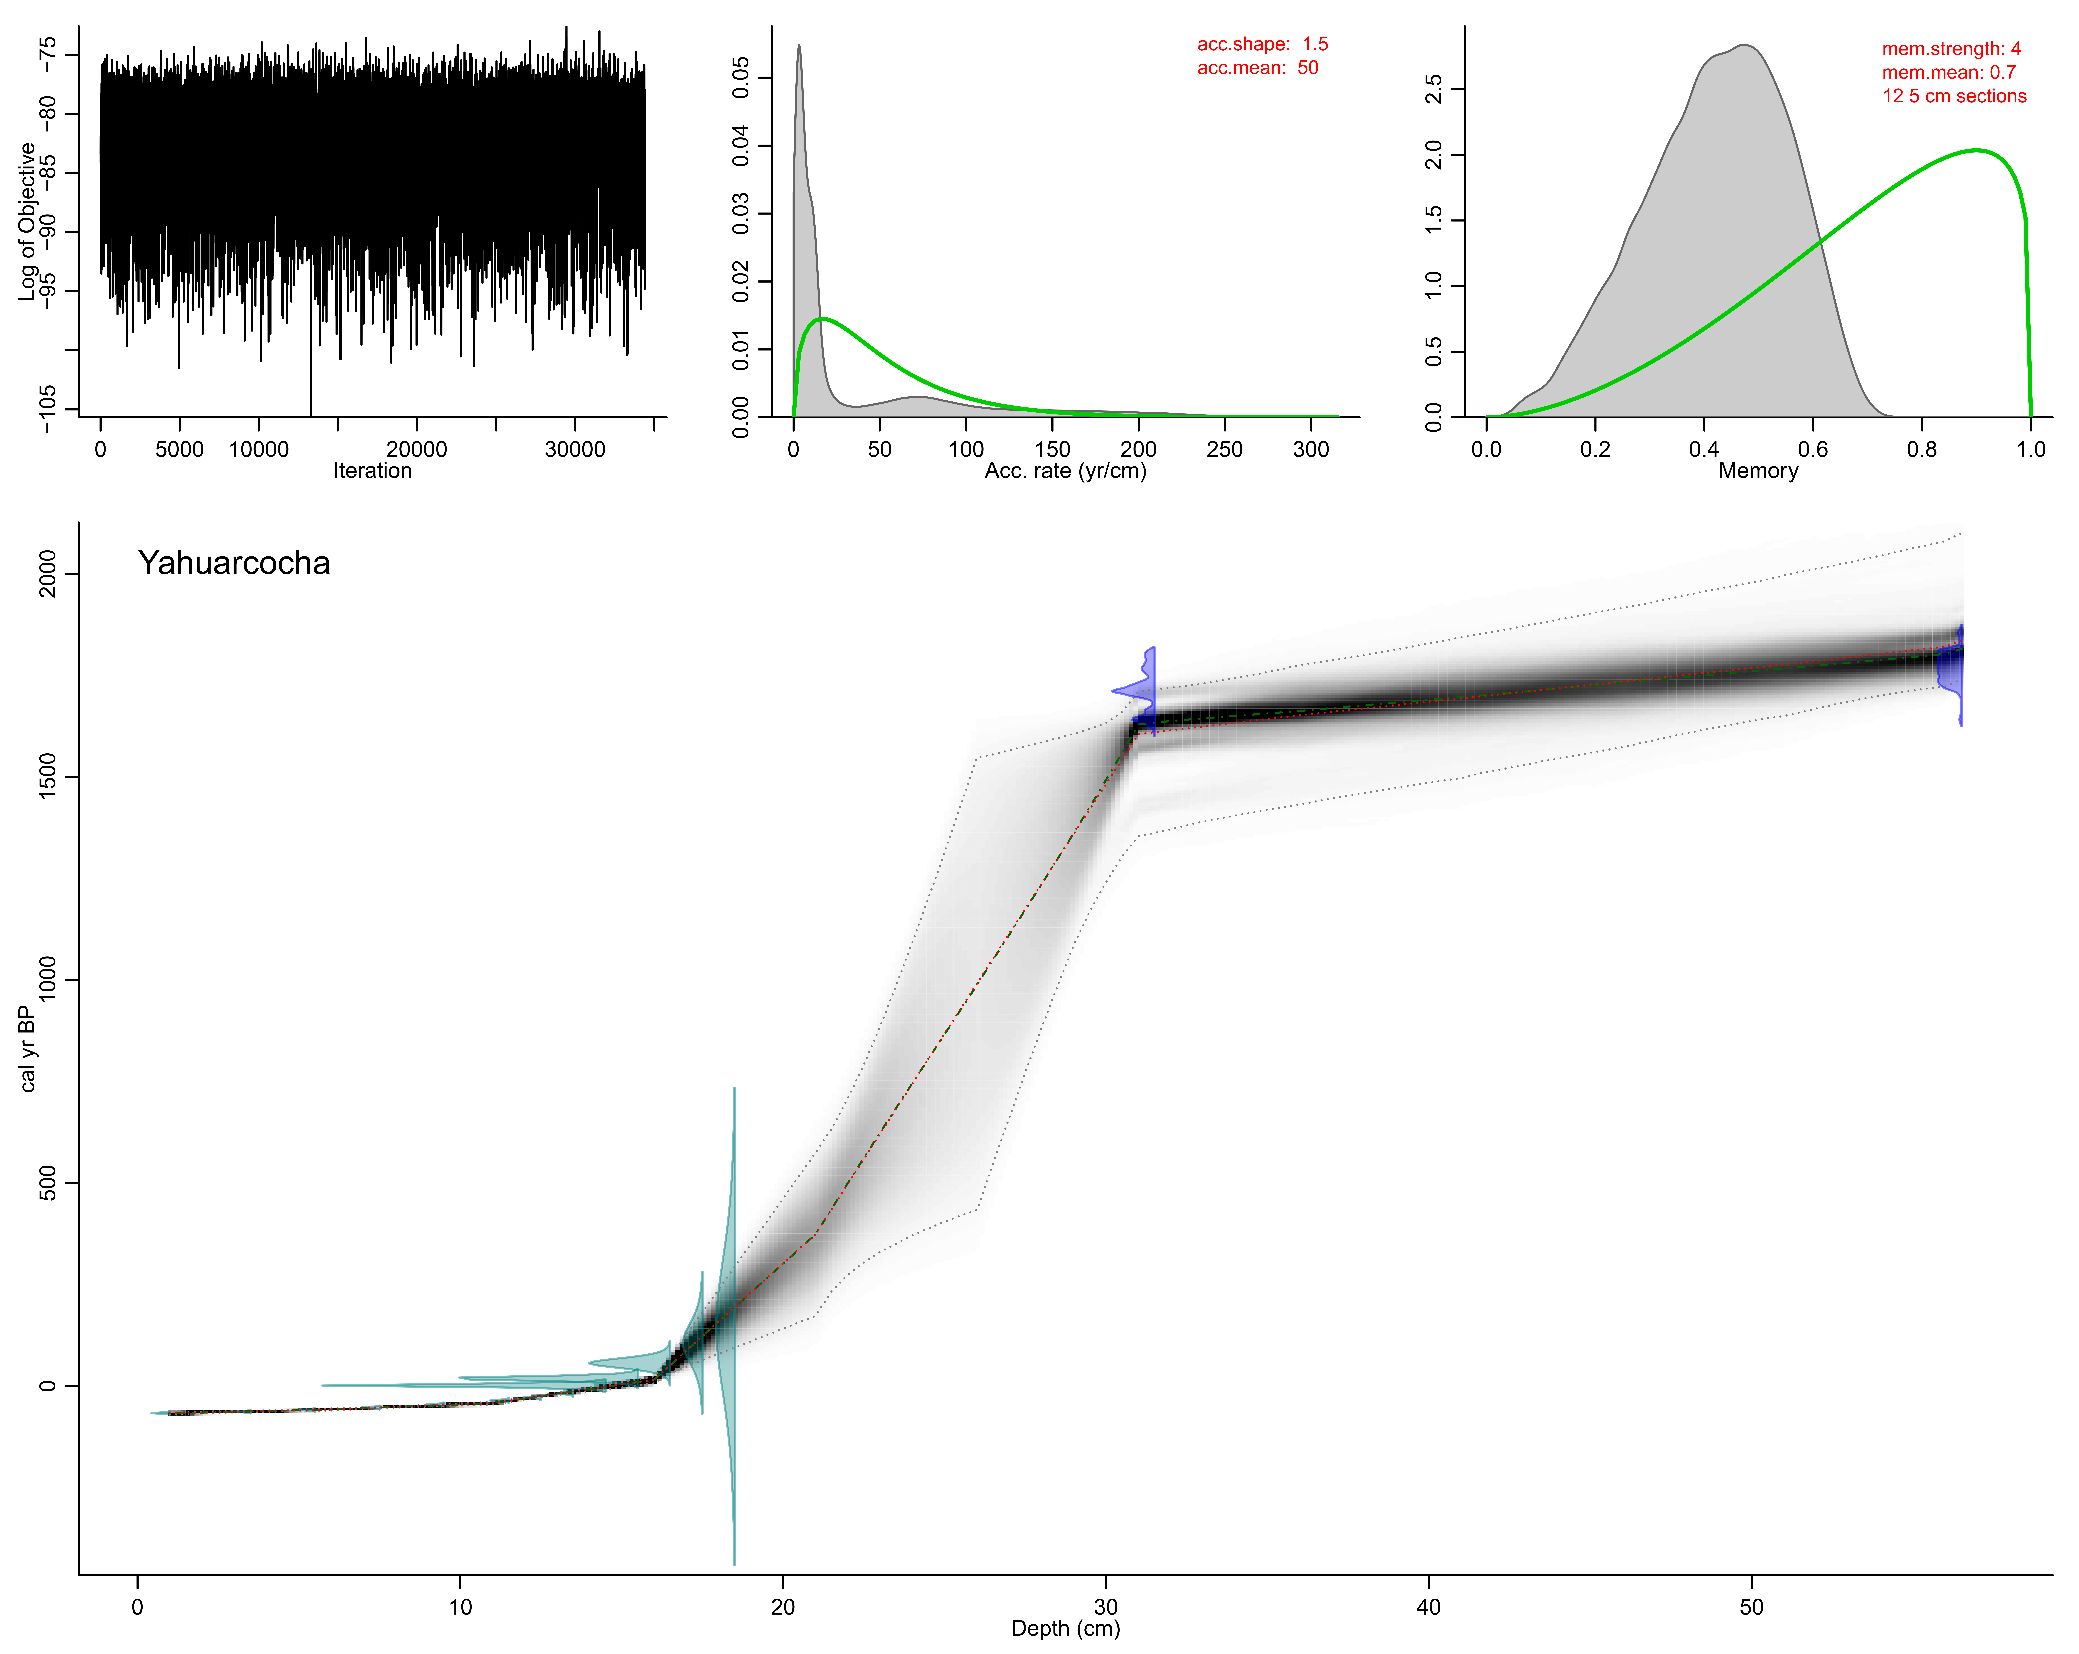 Log of Objective
−75
−80
−85
−90
−95
−105
0 5000 10000 20000 30000
Iteration
acc.shape: 1.5
acc.mean: 50
0.05
0.04
0.03
0.02
0.01
0.00
0 50 100 150 200 250 300
Acc. rate (yr/cm)
mem.strength: 4
mem.mean: 0.7
12 5 cm sections
2.5
2.0
1.5
1.0
0.5
0.0
0.0 0.2 0.4 0.6 0.8 1.0
Memory
Yahuarcocha
cal yr BP
2000
1500
1000
500
0
0 10 20 30 40 50
Depth (cm)